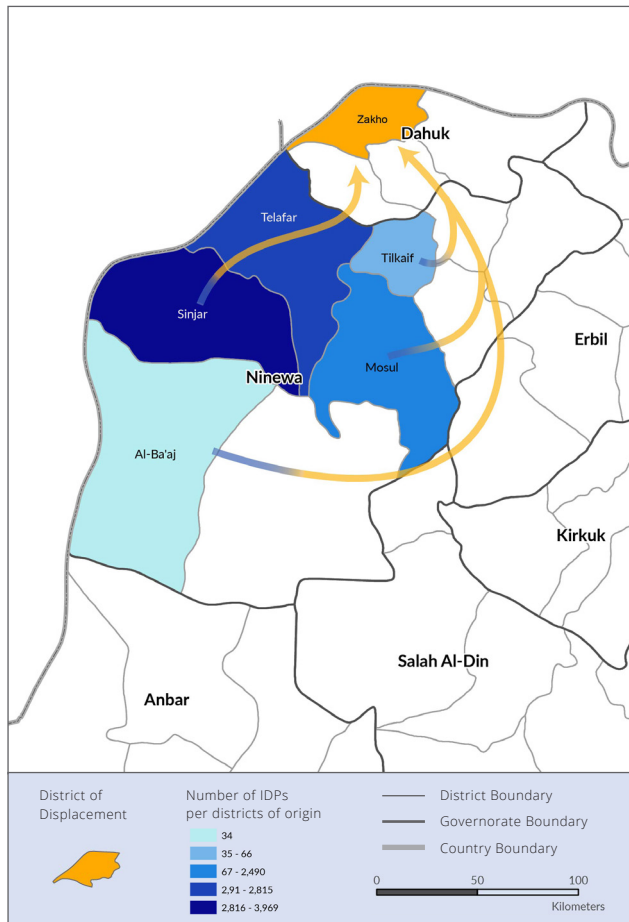 Zakho
Dahuk
Telafar
Tilkaif
Sinjar
Erbil
Mosul
Ninewa
Al-Ba'aj
Kirkuk
Salah Al-Din
Anbar
District of
Displacement
Number of IDPs
per districts of origin
34
35 - 66
67 - 2,490
2,91 - 2,815
2,816 - 3,969
District Boundary
Governorate Boundary
Country Boundary
0 50 100
Kilometers